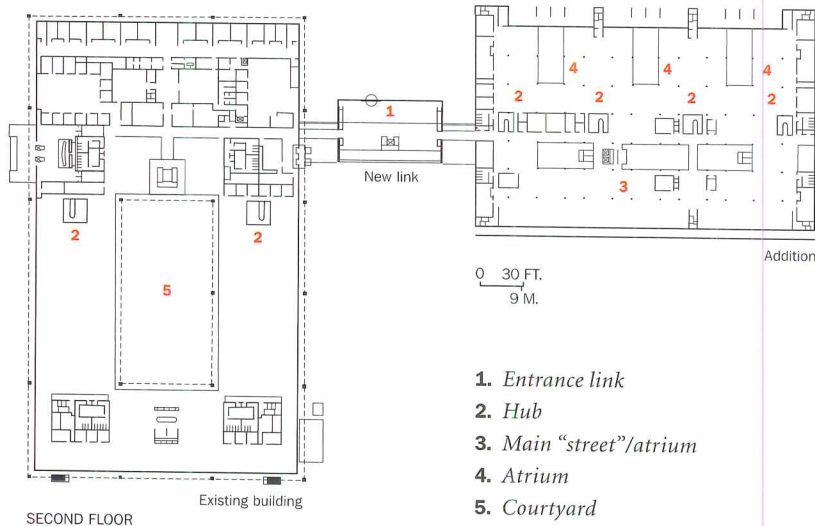 4 4 4
1 2 2 2 2
New link
3
2 2
Addition
5
0 30 FT.
9 M.
1. Entrance link
2. Hub
3. Main “street”/atrium
4. Atrium
5. Courtyard
Existing building
SECOND FLOOR